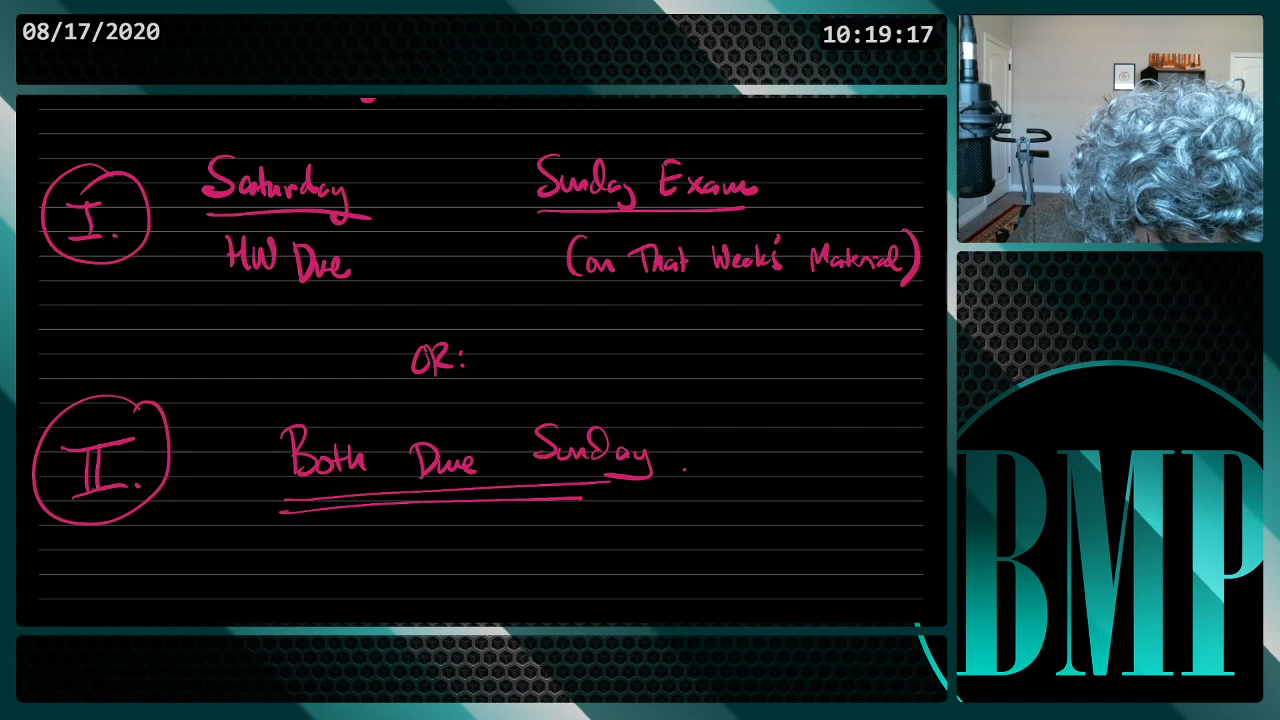 08/17/2020
10:19:17
I.
Saturday
Sunday Exam
HW Due
(on That Week's Material)
OR:
II.
Both Due Sunday.
BMP